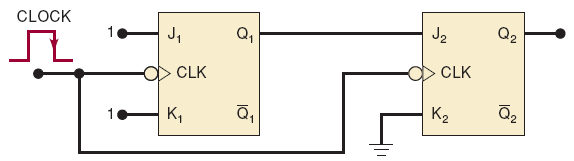 CLOCK
1 J₁ Q₁ J₂ Q₂
CLK CLK
1 K₁ Q̅₁ K₂ Q̅₂